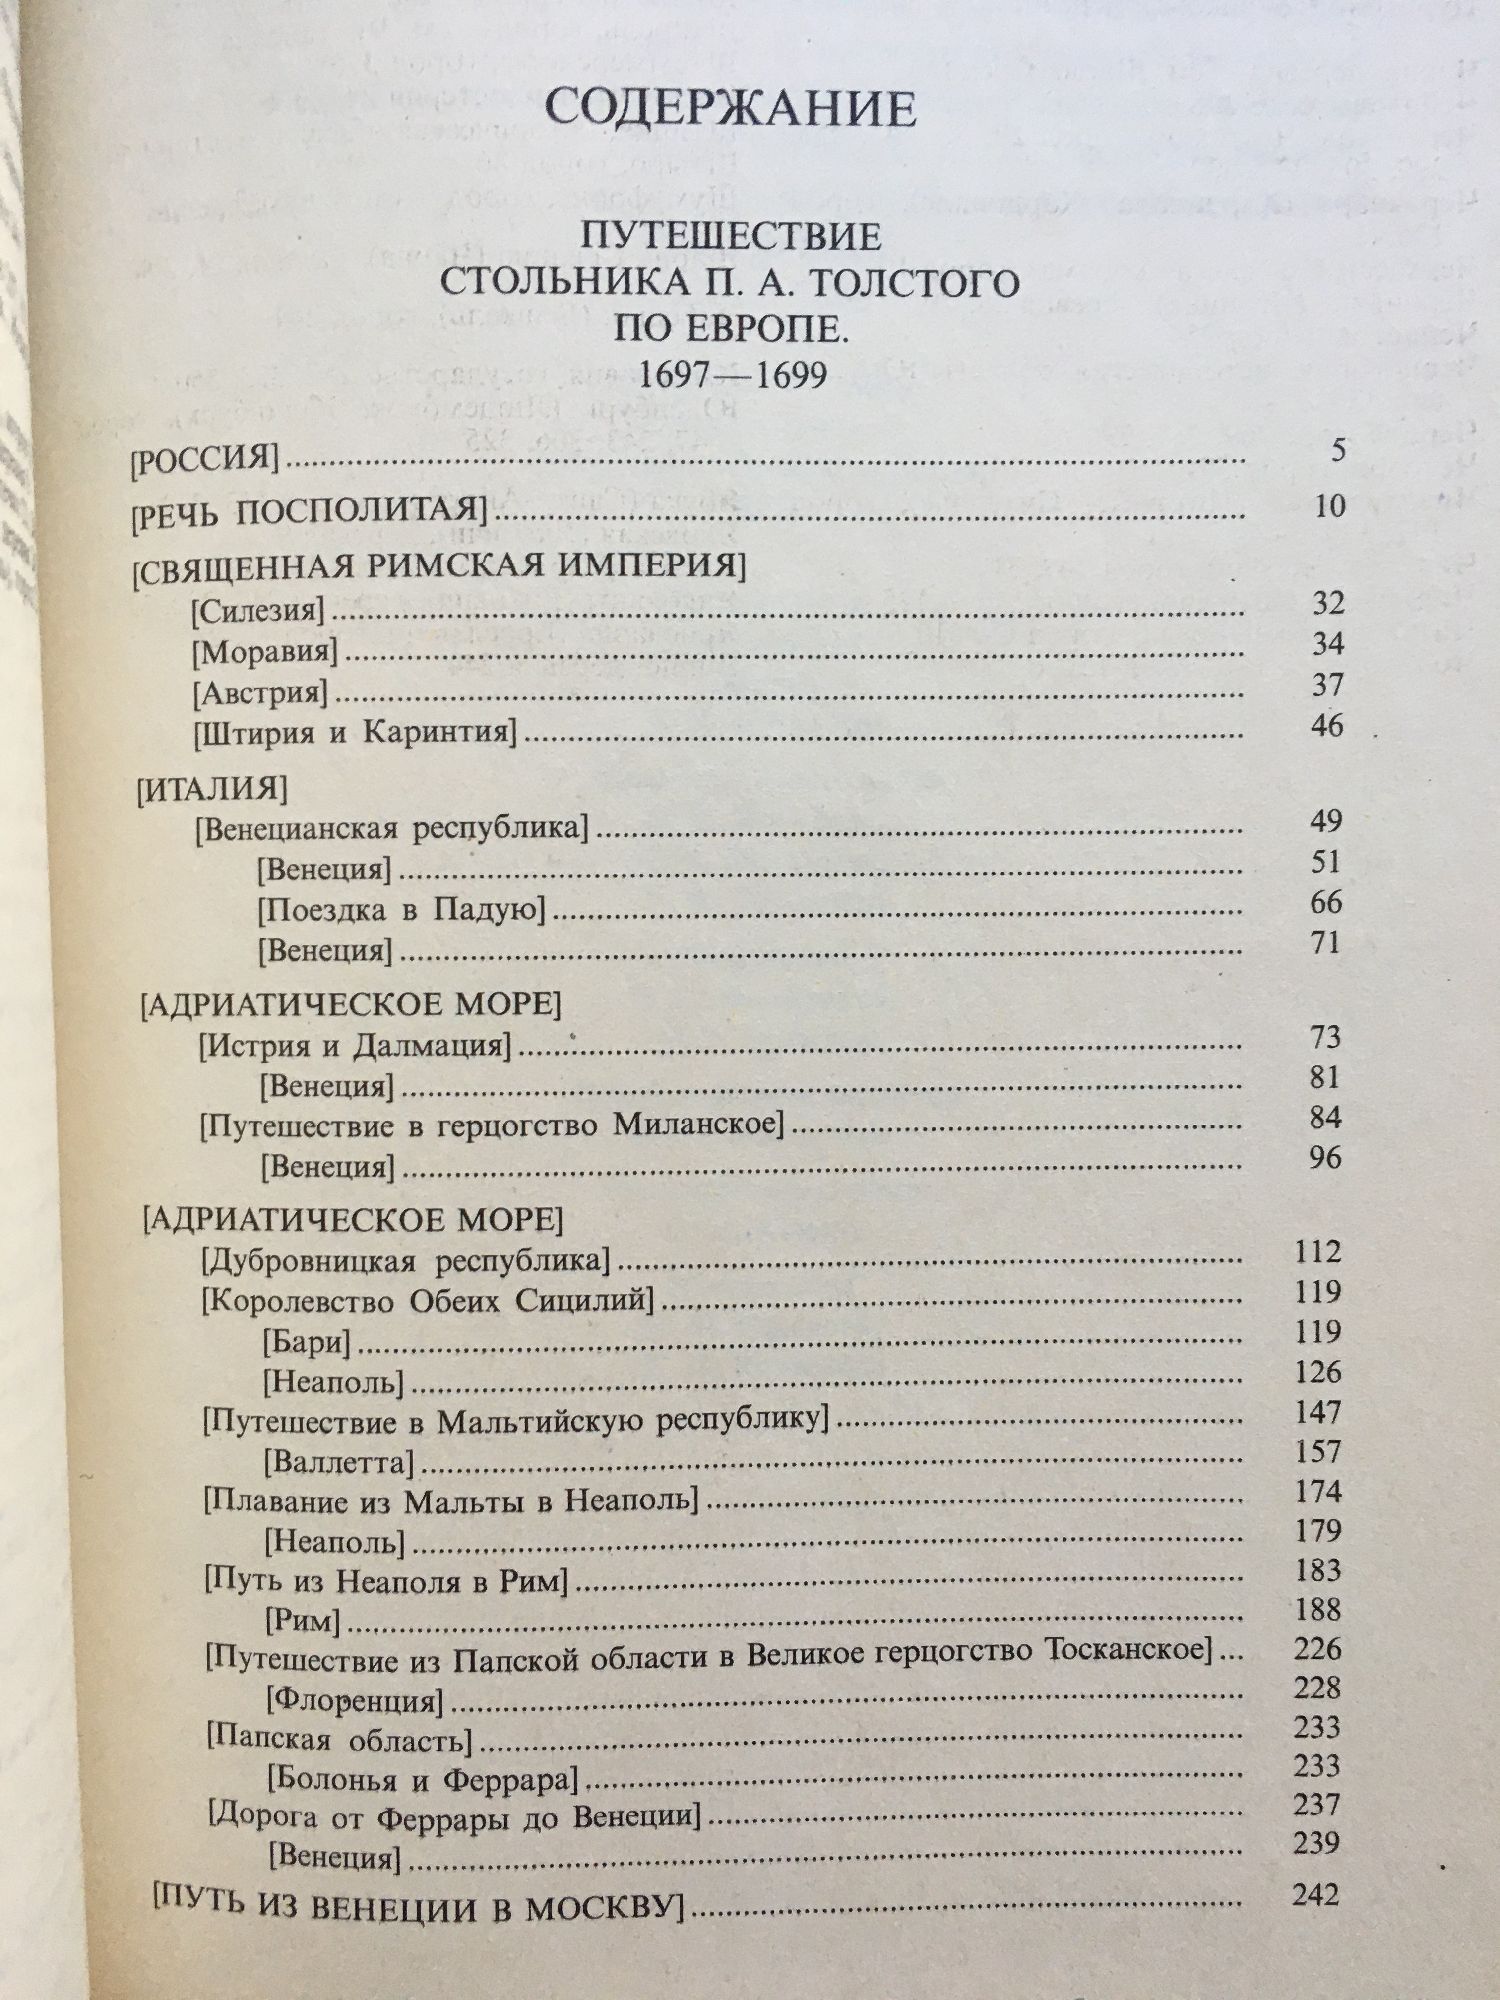 СОДЕРЖАНИЕ
ПУТЕШЕСТВИЕ
СТОЛЬНИКА П. А. ТОЛСТОГО
ПО ЕВРОПЕ.
1697—1699
[РОССИЯ] 5
[РЕЧЬ ПОСПОЛИТАЯ] 10
[СВЯЩЕННАЯ РИМСКАЯ ИМПЕРИЯ]
[Силезия] 32
[Моравия] 34
[Австрия] 37
[Штирия и Каринтия] 46
[ИТАЛИЯ]
[Венецианская республика] 49
[Венеция] 51
[Поездка в Падую] 66
[Венеция] 71
[АДРИАТИЧЕСКОЕ МОРЕ]
[Истрия и Далмация] 73
[Венеция] 81
[Путешествие в герцогство Миланское] 84
[Венеция] 96
[АДРИАТИЧЕСКОЕ МОРЕ]
[Дубровницкая республика] 112
[Королевство Обеих Сицилий] 119
[Бари] 119
[Неаполь] 126
[Путешествие в Мальтийскую республику] 147
[Валлетта] 157
[Плавание из Мальты в Неаполь] 174
[Неаполь] 179
[Путь из Неаполя в Рим] 183
[Рим] 188
[Путешествие из Папской области в Великое герцогство Тосканское] ... 226
[Флоренция] 228
[Папская область] 233
[Болонья и Феррара] 233
[Дорога от Феррары до Венеции] 237
[Венеция] 239
[ПУТЬ ИЗ ВЕНЕЦИИ В МОСКВУ] 242